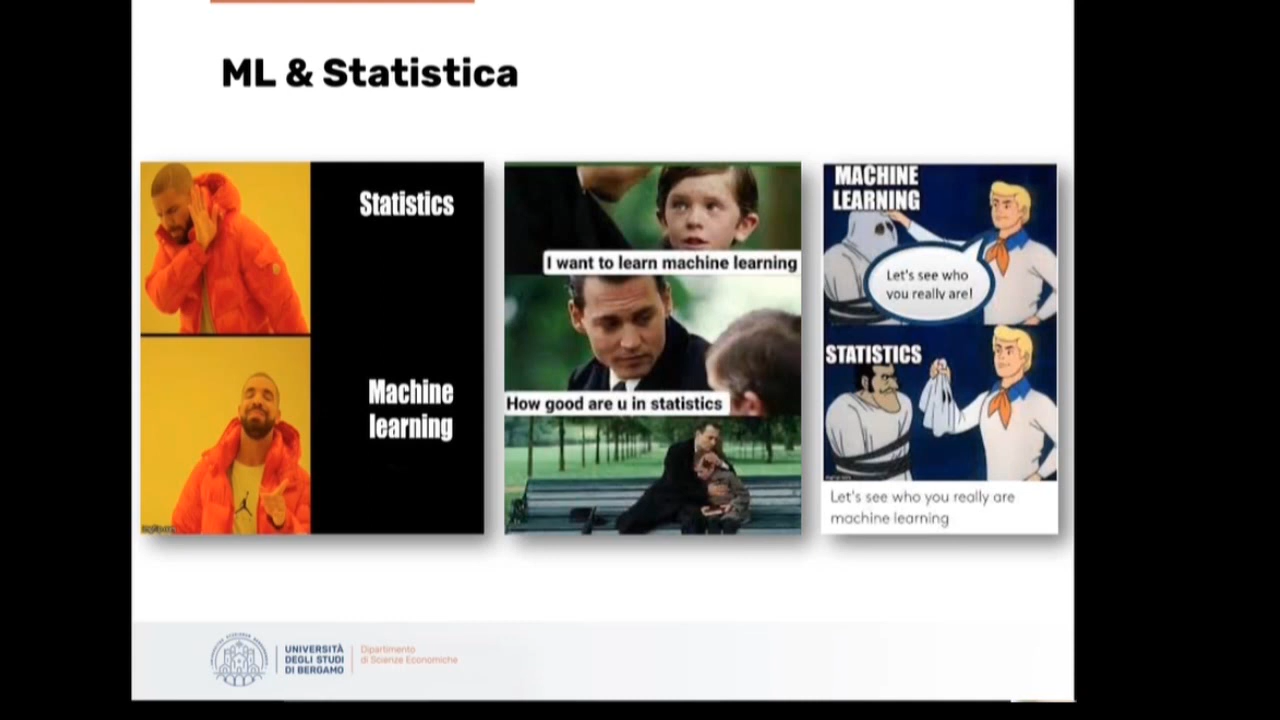 ML & Statistica
Statistics
Machine
learning
I want to learn machine learning
How good are u in statistics
MACHINE
LEARNING
Let's see who
you really are!
STATISTICS
Let's see who you really are
machine learning
UNIVERSITÀ
DEGLI STUDI
DI BERGAMO
Dipartimento
di Scienze Economiche